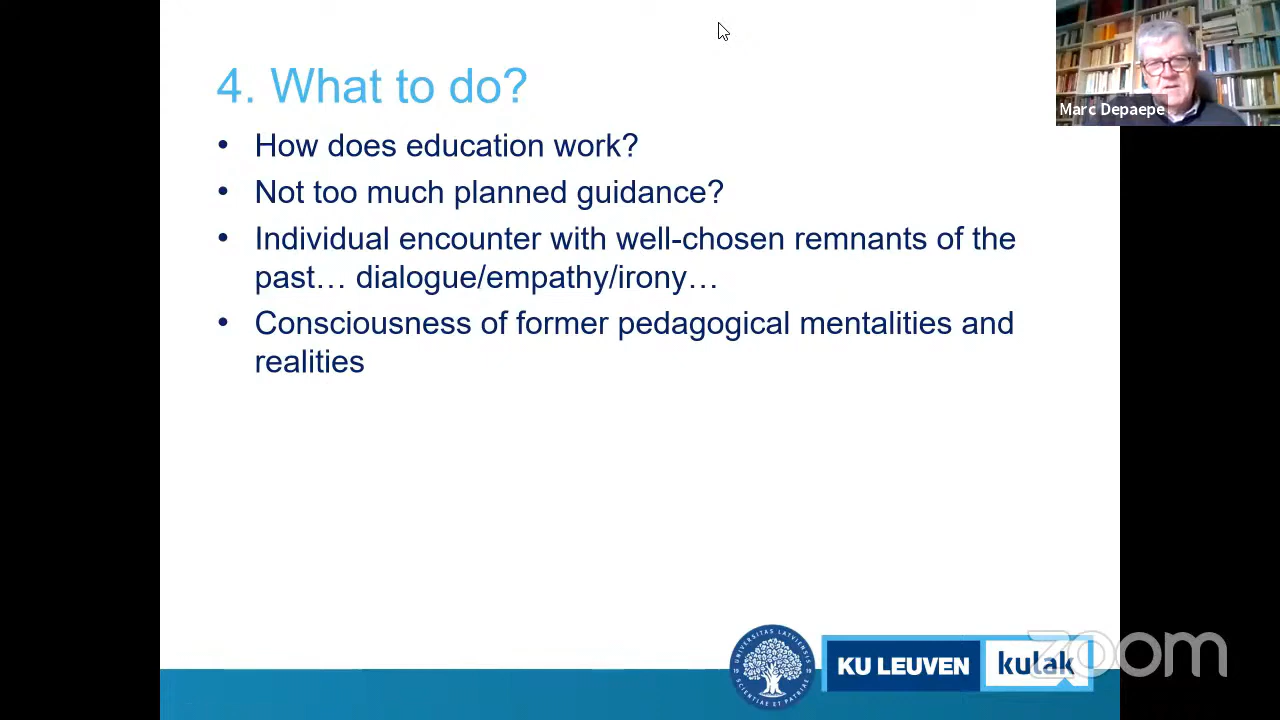 4. What to do?
• How does education work?
• Not too much planned guidance?
• Individual encounter with well-chosen remnants of the
past… dialogue/empathy/irony…
• Consciousness of former pedagogical mentalities and
realities
Marc Depaepe
UNIVERSITAS LATVIENSIS
SCIENTIAE ET PATRIAE
19 19
KU LEUVEN kulak
zoom